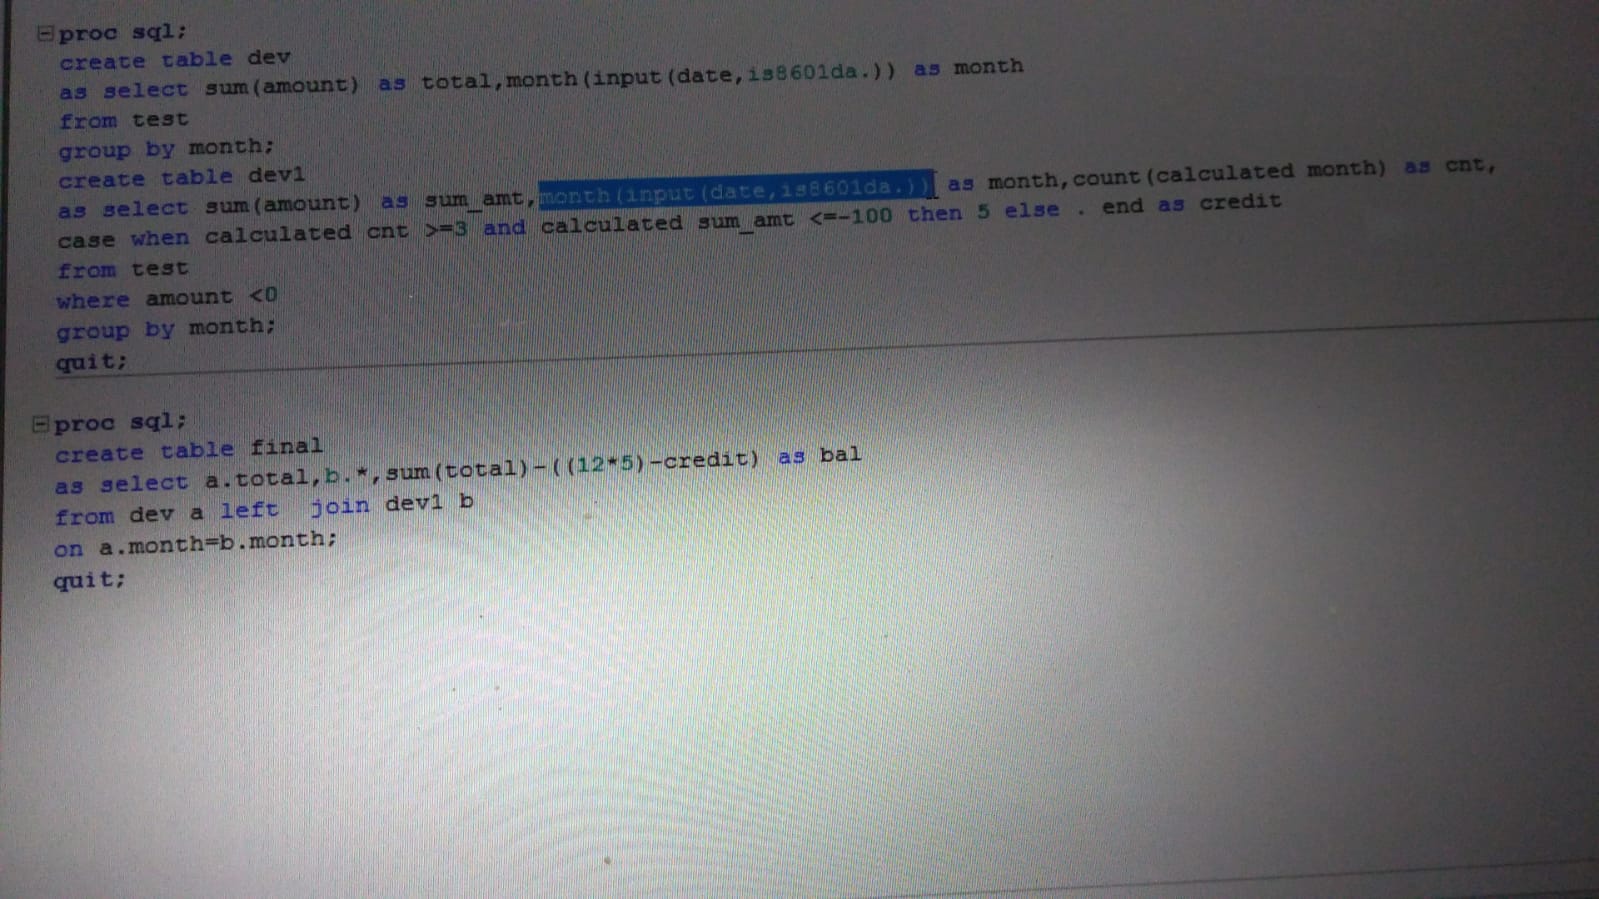 proc sql;
create table dev
as select sum(amount) as total,month(input(date,is8601da.)) as month
from test
group by month;
create table dev1
as select sum(amount) as sum_amt,month(input(date,is8601da.)) as month,count(calculated month) as cnt,
case when calculated cnt >=3 and calculated sum_amt <=-100 then 5 else . end as credit
from test
where amount <0
group by month;
quit;
proc sql;
create table final
as select a.total,b.*,sum(total)-((12*5)-credit) as bal
from dev a left  join dev1 b
on a.month=b.month;
quit;